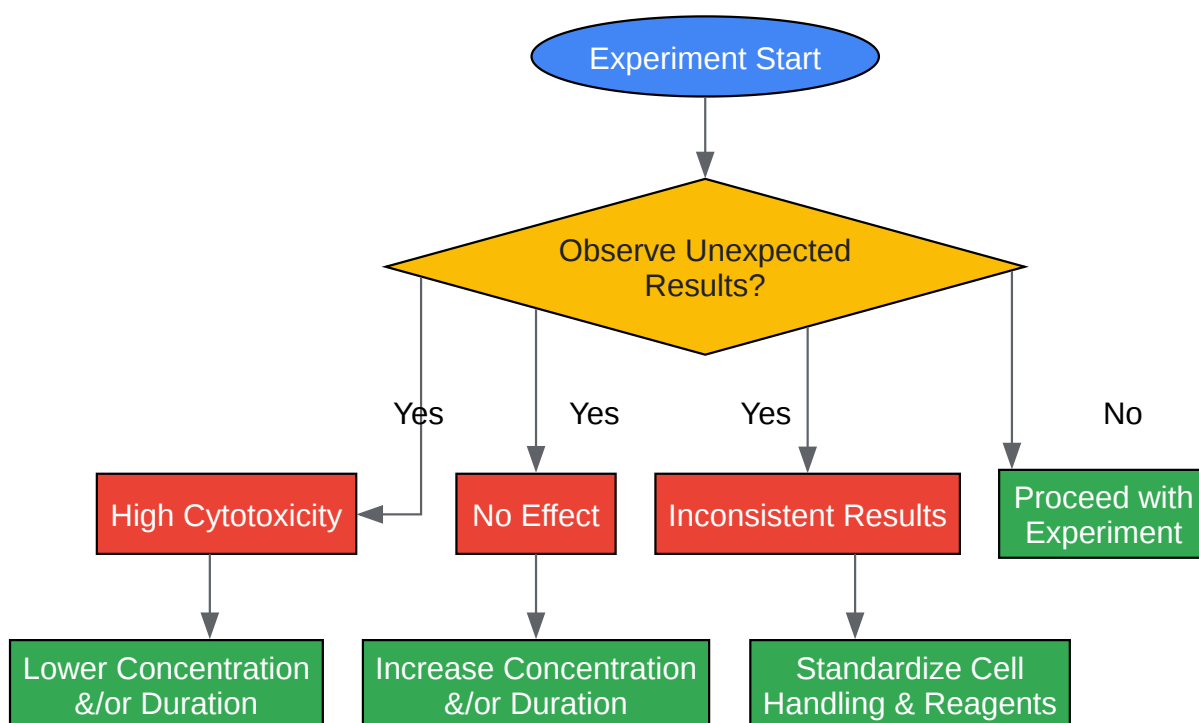 Experiment Start
Observe Unexpected
Results?
Yes
Yes
Yes
No
High Cytotoxicity
No Effect
Inconsistent Results
Proceed with
Experiment
Lower Concentration
&/or Duration
Increase Concentration
&/or Duration
Standardize Cell
Handling & Reagents